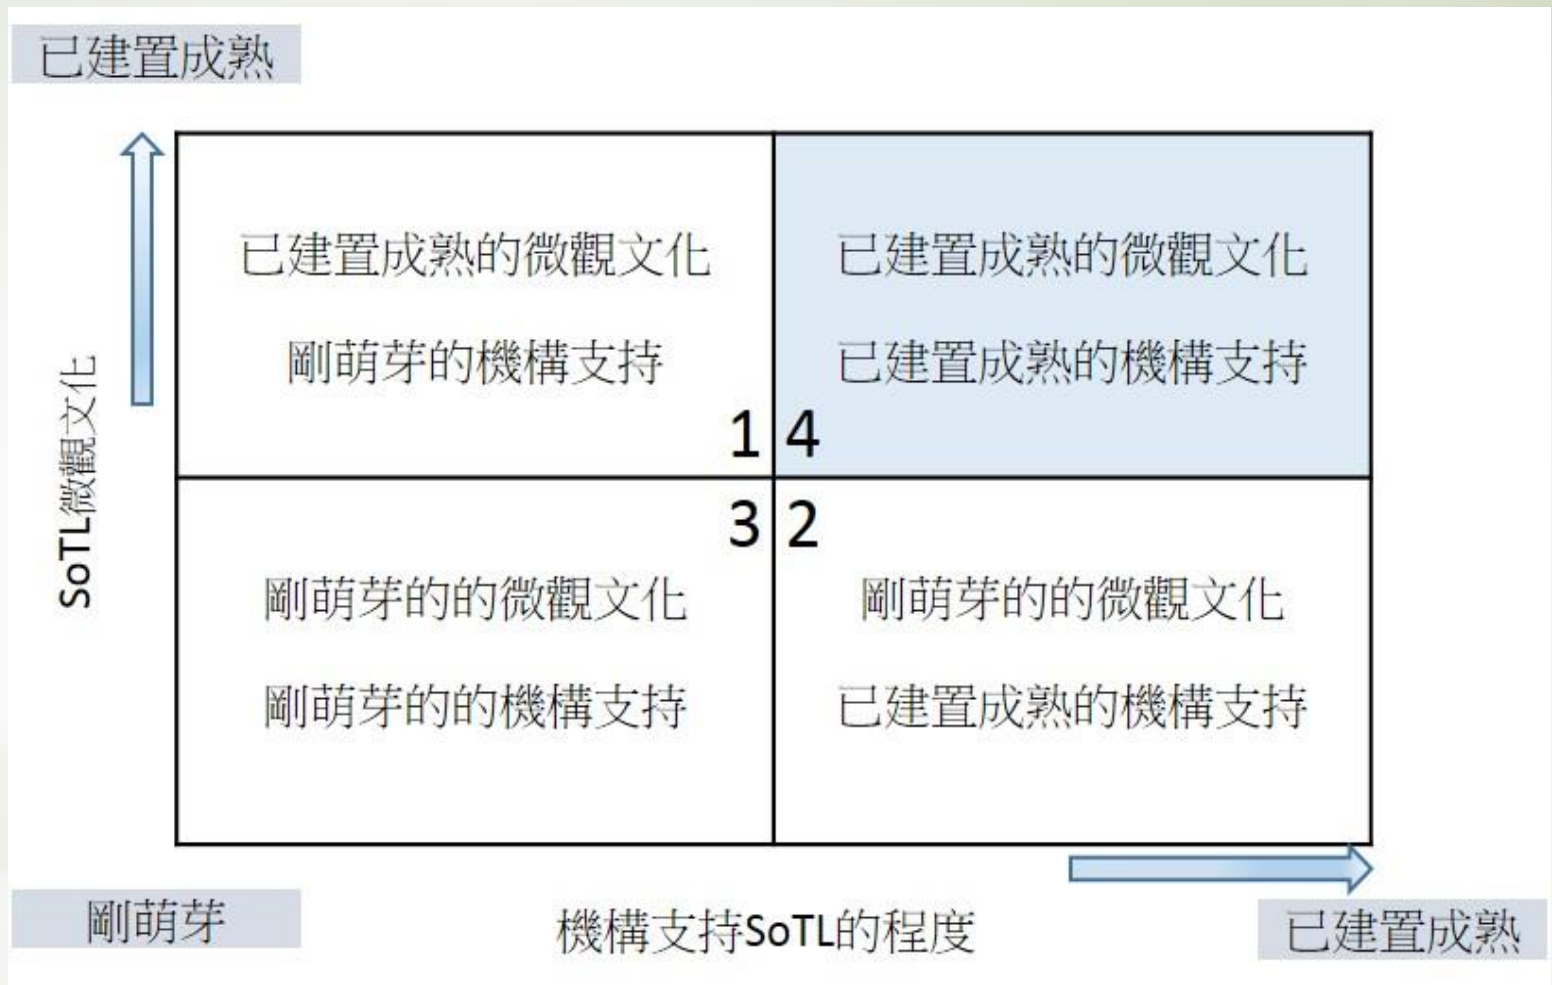 已建置成熟
已建置成熟的微觀文化
剛萌芽的機構支持
1
已建置成熟的微觀文化
已建置成熟的機構支持
4
SoTL微觀文化
3
剛萌芽的的微觀文化
剛萌芽的的機構支持
2
剛萌芽的的微觀文化
已建置成熟的機構支持
剛萌芽
機構支持SoTL的程度
已建置成熟